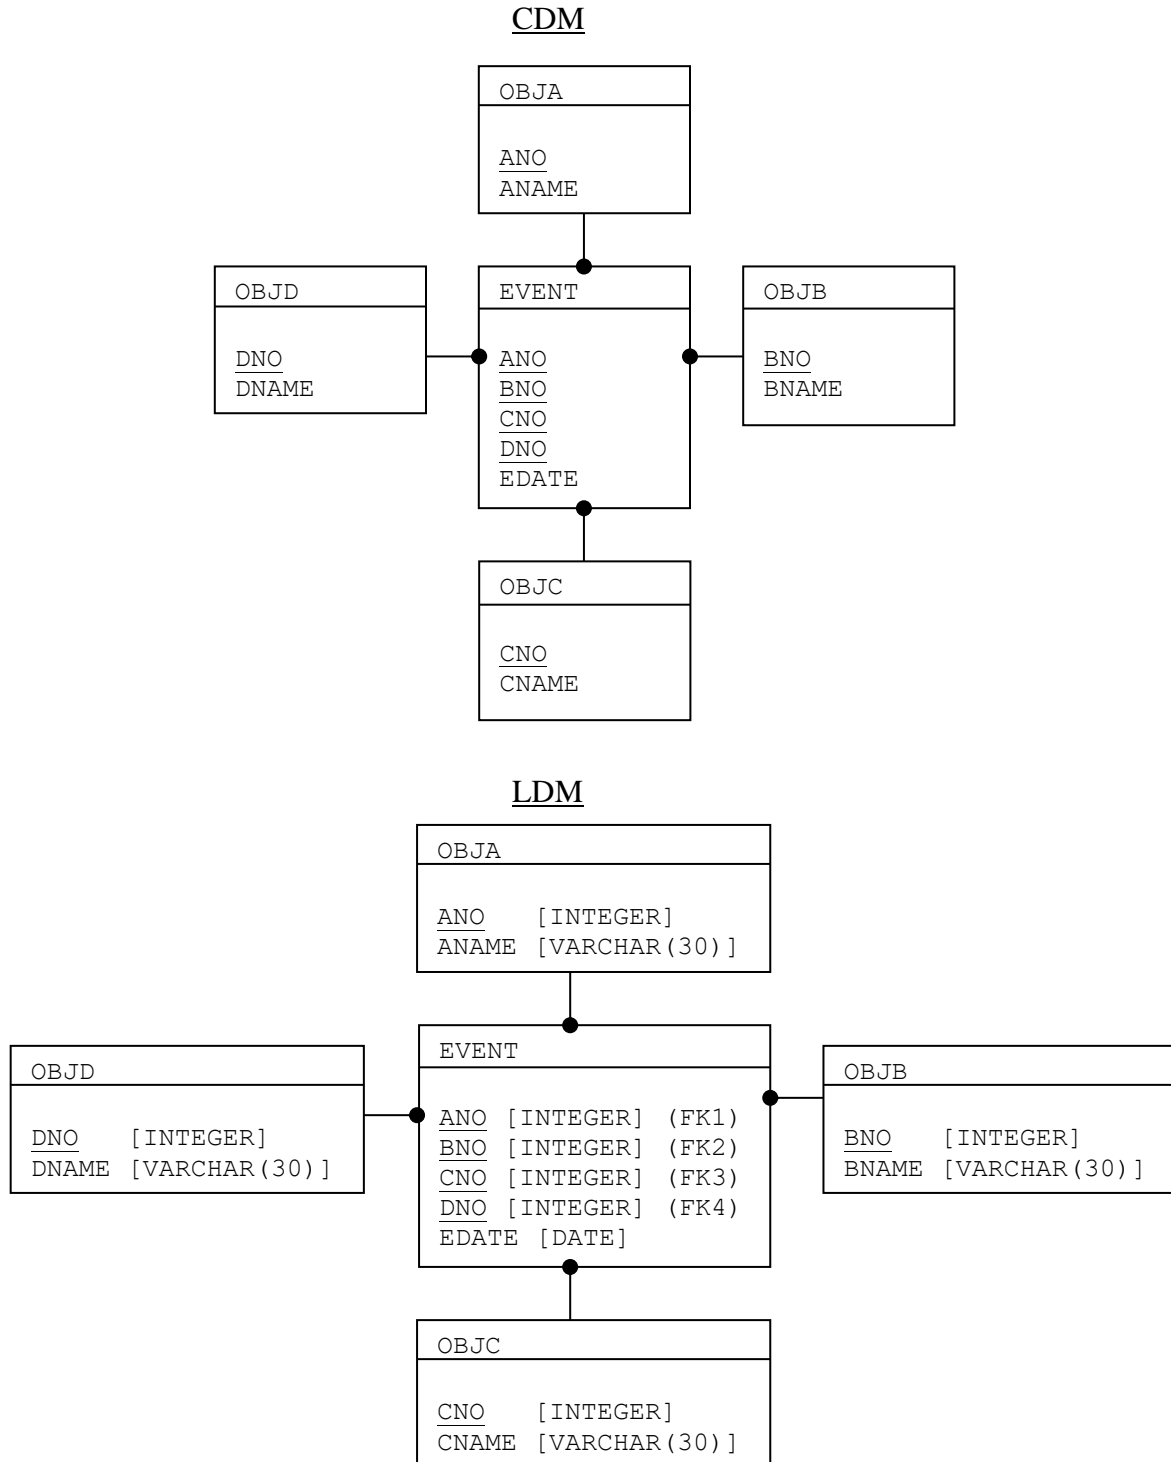 CDM
OBJA
ANO
ANAME
OBJD
DNO
DNAME
EVENT
ANO
BNO
CNO
DNO
EDATE
OBJB
BNO
BNAME
OBJC
CNO
CNAME
LDM
OBJA
ANO [INTEGER]
ANAME [VARCHAR(30)]
OBJD
DNO [INTEGER]
DNAME [VARCHAR(30)]
EVENT
ANO [INTEGER] (FK1)
BNO [INTEGER] (FK2)
CNO [INTEGER] (FK3)
DNO [INTEGER] (FK4)
EDATE [DATE]
OBJB
BNO [INTEGER]
BNAME [VARCHAR(30)]
OBJC
CNO [INTEGER]
CNAME [VARCHAR(30)]